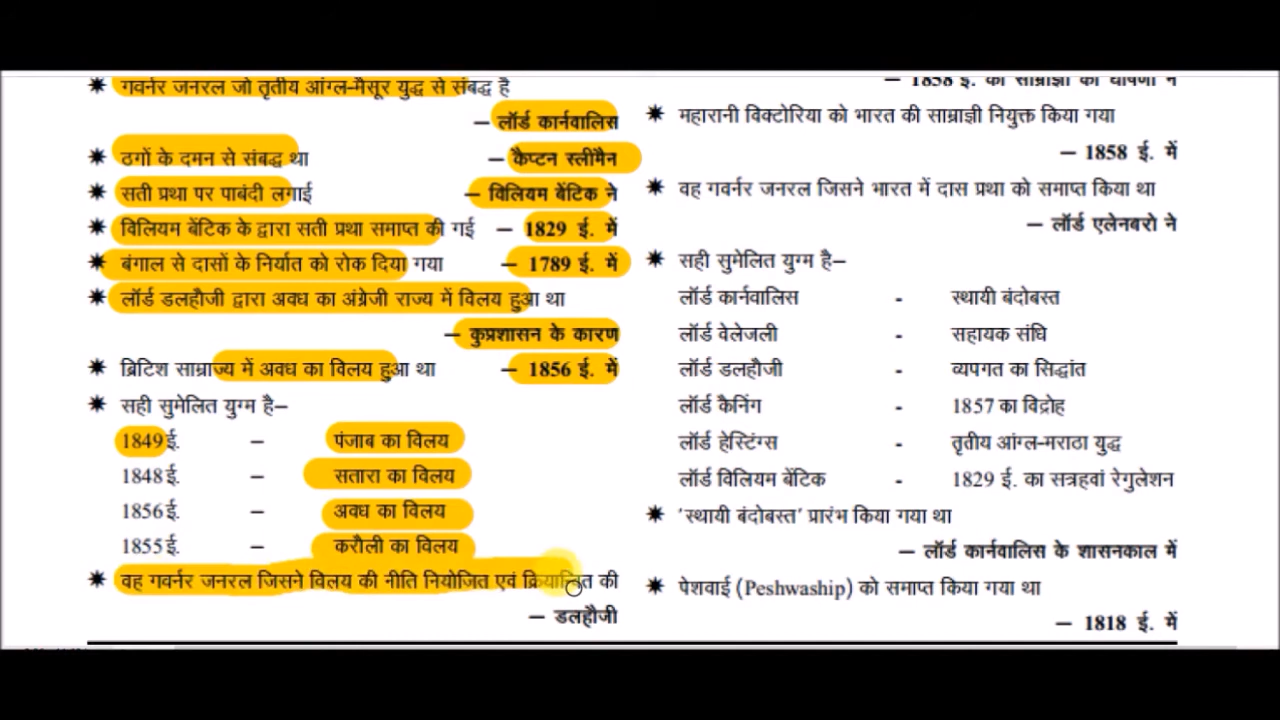 ✷ गवर्नर जनरल जो तृतीय आंग्ल-मैसूर युद्ध से संबद्ध है
– लॉर्ड कार्नवालिस
✷ ठगों के दमन से संबद्ध था – कैप्टन स्लीमैन
✷ सती प्रथा पर पाबंदी लगाई – विलियम बेंटिक ने
✷ विलियम बेंटिक के द्वारा सती प्रथा समाप्त की गई – 1829 ई. में
✷ बंगाल से दासों के निर्यात को रोक दिया गया – 1789 ई. में
✷ लॉर्ड डलहौजी द्वारा अवध का अंग्रेजी राज्य में विलय हुआ था
– कुप्रशासन के कारण
✷ ब्रिटिश साम्राज्य में अवध का विलय हुआ था – 1856 ई. में
✷ सही सुमेलित युग्म है–
1849 ई. – पंजाब का विलय
1848 ई. – सतारा का विलय
1856 ई. – अवध का विलय
1855 ई. – करौली का विलय
✷ वह गवर्नर जनरल जिसने विलय की नीति नियोजित एवं क्रियान्वित की
– डलहौजी
– 1858 ई. की साम्राज्ञी की घोषणा ने
✷ महारानी विक्टोरिया को भारत की साम्राज्ञी नियुक्त किया गया
– 1858 ई. में
✷ वह गवर्नर जनरल जिसने भारत में दास प्रथा को समाप्त किया था
– लॉर्ड एलेनबरो ने
✷ सही सुमेलित युग्म है–
लॉर्ड कार्नवालिस - स्थायी बंदोबस्त
लॉर्ड वेलेजली - सहायक संधि
लॉर्ड डलहौजी - व्यपगत का सिद्धांत
लॉर्ड कैनिंग - 1857 का विद्रोह
लॉर्ड हेस्टिंग्स - तृतीय आंग्ल-मराठा युद्ध
लॉर्ड विलियम बेंटिक - 1829 ई. का सत्रहवां रेगुलेशन
✷ 'स्थायी बंदोबस्त' प्रारंभ किया गया था
– लॉर्ड कार्नवालिस के शासनकाल में
✷ पेशवाई (Peshwaship) को समाप्त किया गया था
– 1818 ई. में